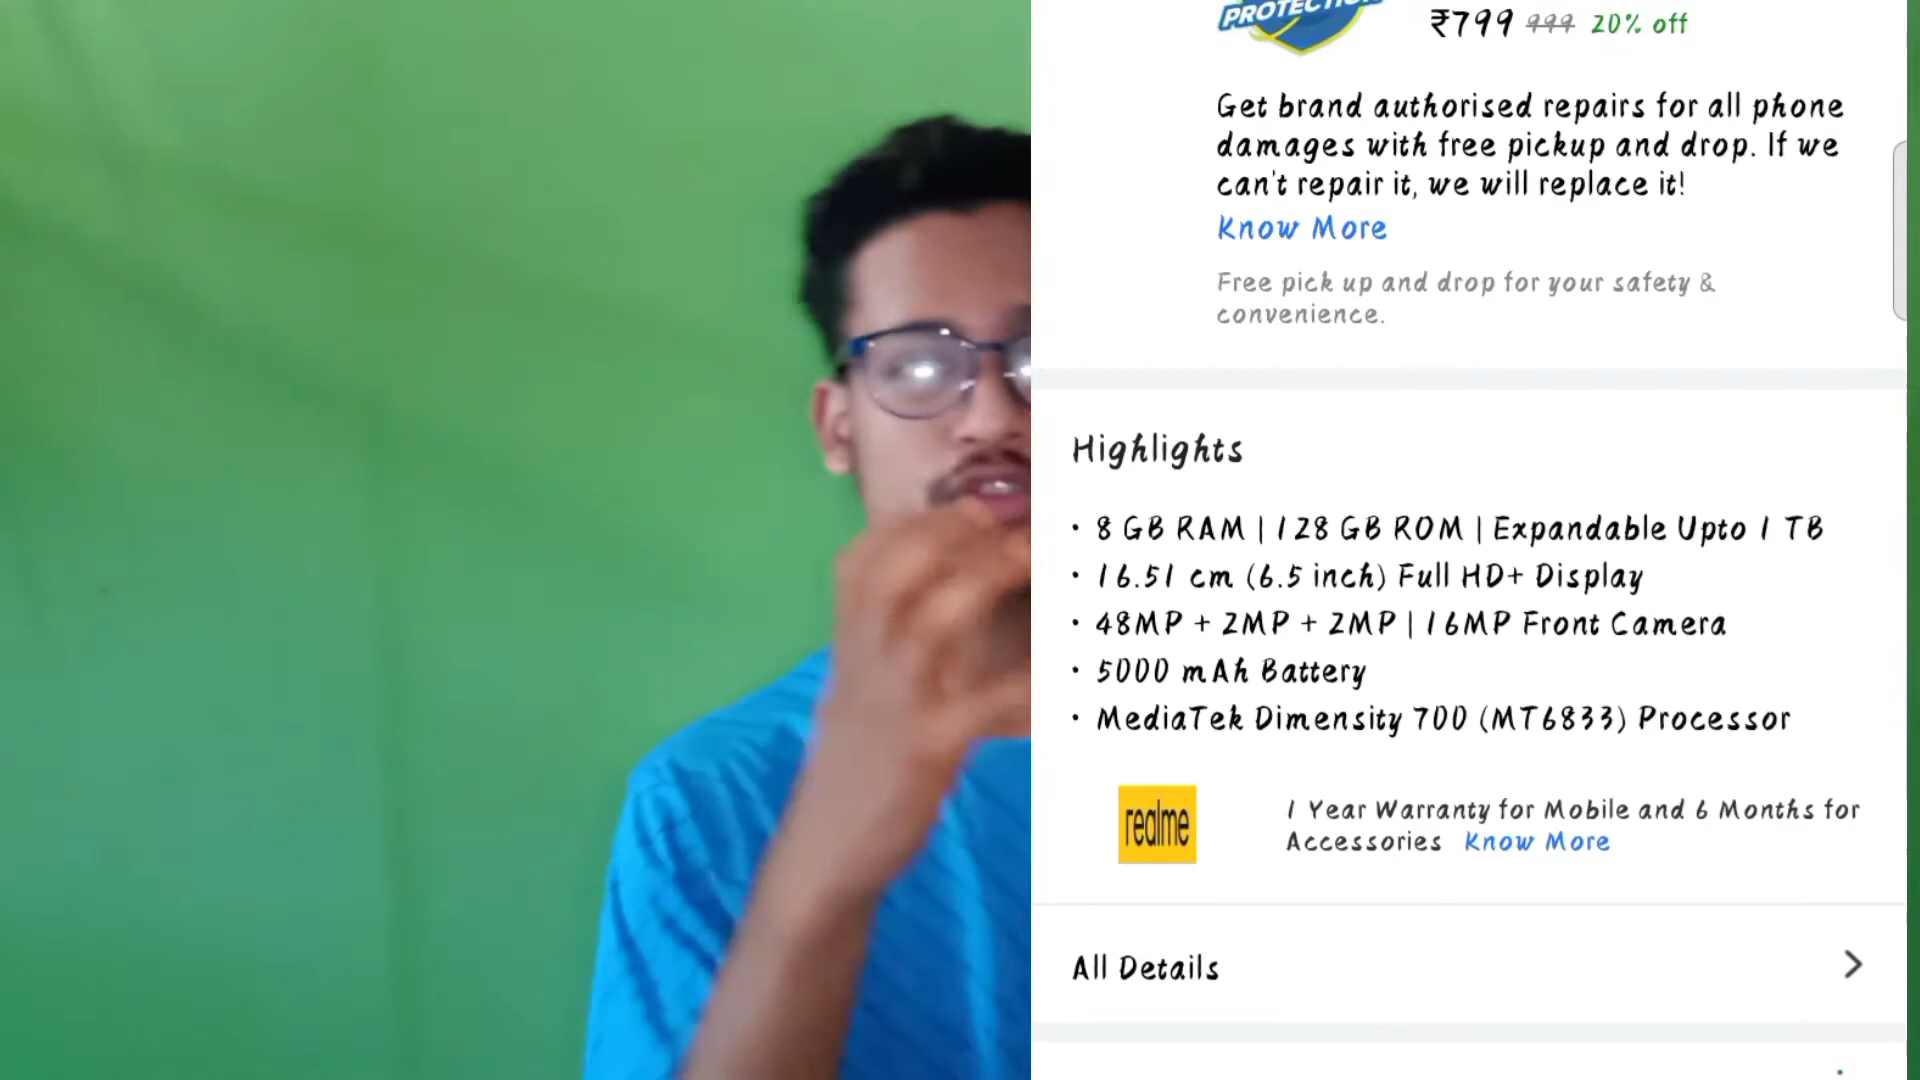 PROTECTION
₹799 999 20% off
Get brand authorised repairs for all phone
damages with free pickup and drop. If we
can't repair it, we will replace it!
Know More
Free pick up and drop for your safety &
convenience.
Highlights
• 8 GB RAM | 128 GB ROM | Expandable Upto 1 TB
• 16.51 cm (6.5 inch) Full HD+ Display
• 48MP + 2MP + 2MP | 16MP Front Camera
• 5000 mAh Battery
• MediaTek Dimensity 700 (MT6833) Processor
realme
1 Year Warranty for Mobile and 6 Months for
Accessories Know More
All Details